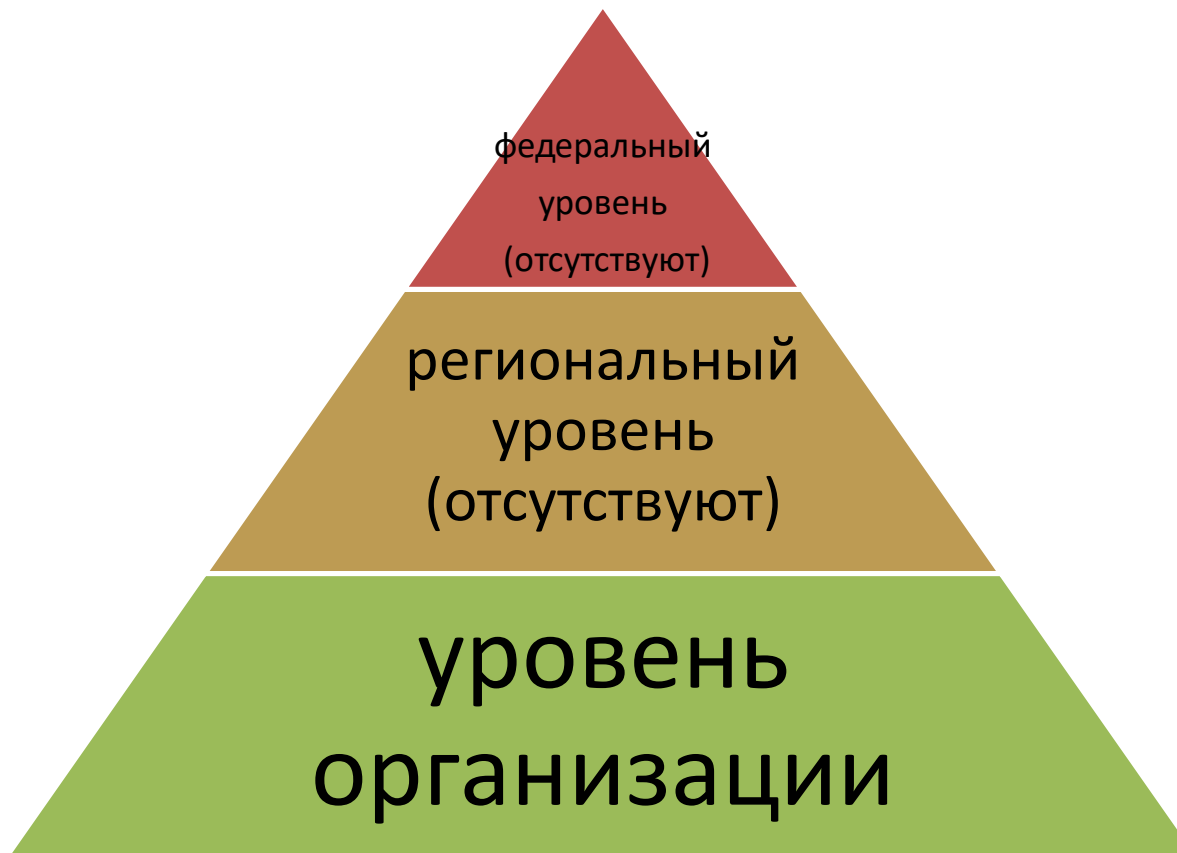 федеральный
уровень
(отсутствуют)
региональный
уровень
(отсутствуют)
уровень
организации